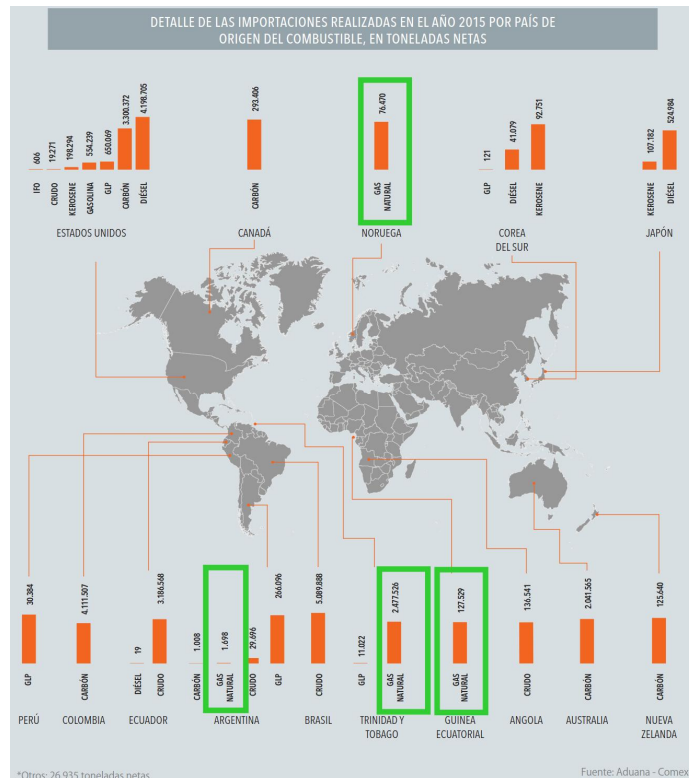 DETALLE DE LAS IMPORTACIONES REALIZADAS EN EL AÑO 2015 POR PAÍS DE
ORIGEN DEL COMBUSTIBLE, EN TONELADAS NETAS
606
19.271
198.294
554.239
650.069
3.300.372
4.198.705
IFO
CRUDO
KEROSENE
GASOLINA
GLP
CARBÓN
DIÉSEL
ESTADOS UNIDOS
293.406
CARBÓN
CANADÁ
76.470
GAS
NATURAL
NORUEGA
121
41.079
92.751
GLP
DIÉSEL
KEROSENE
COREA
DEL SUR
107.182
524.984
KEROSENE
DIÉSEL
JAPÓN
30.384
GLP
PERÚ
4.111.507
CARBÓN
COLOMBIA
19
3.186.568
DIÉSEL
CRUDO
ECUADOR
1.008
1.698
29.696
266.096
CARBÓN
GAS
NATURAL
CRUDO
GLP
ARGENTINA
5.089.888
CRUDO
BRASIL
11.022
2.477.526
GLP
GAS
NATURAL
TRINIDAD Y
TOBAGO
127.529
GAS
NATURAL
GUINEA
ECUATORIAL
136.541
CRUDO
ANGOLA
2.041.565
CARBÓN
AUSTRALIA
125.640
CARBÓN
NUEVA
ZELANDA
*Otros: 26.935 toneladas netas
Fuente: Aduana - Comex